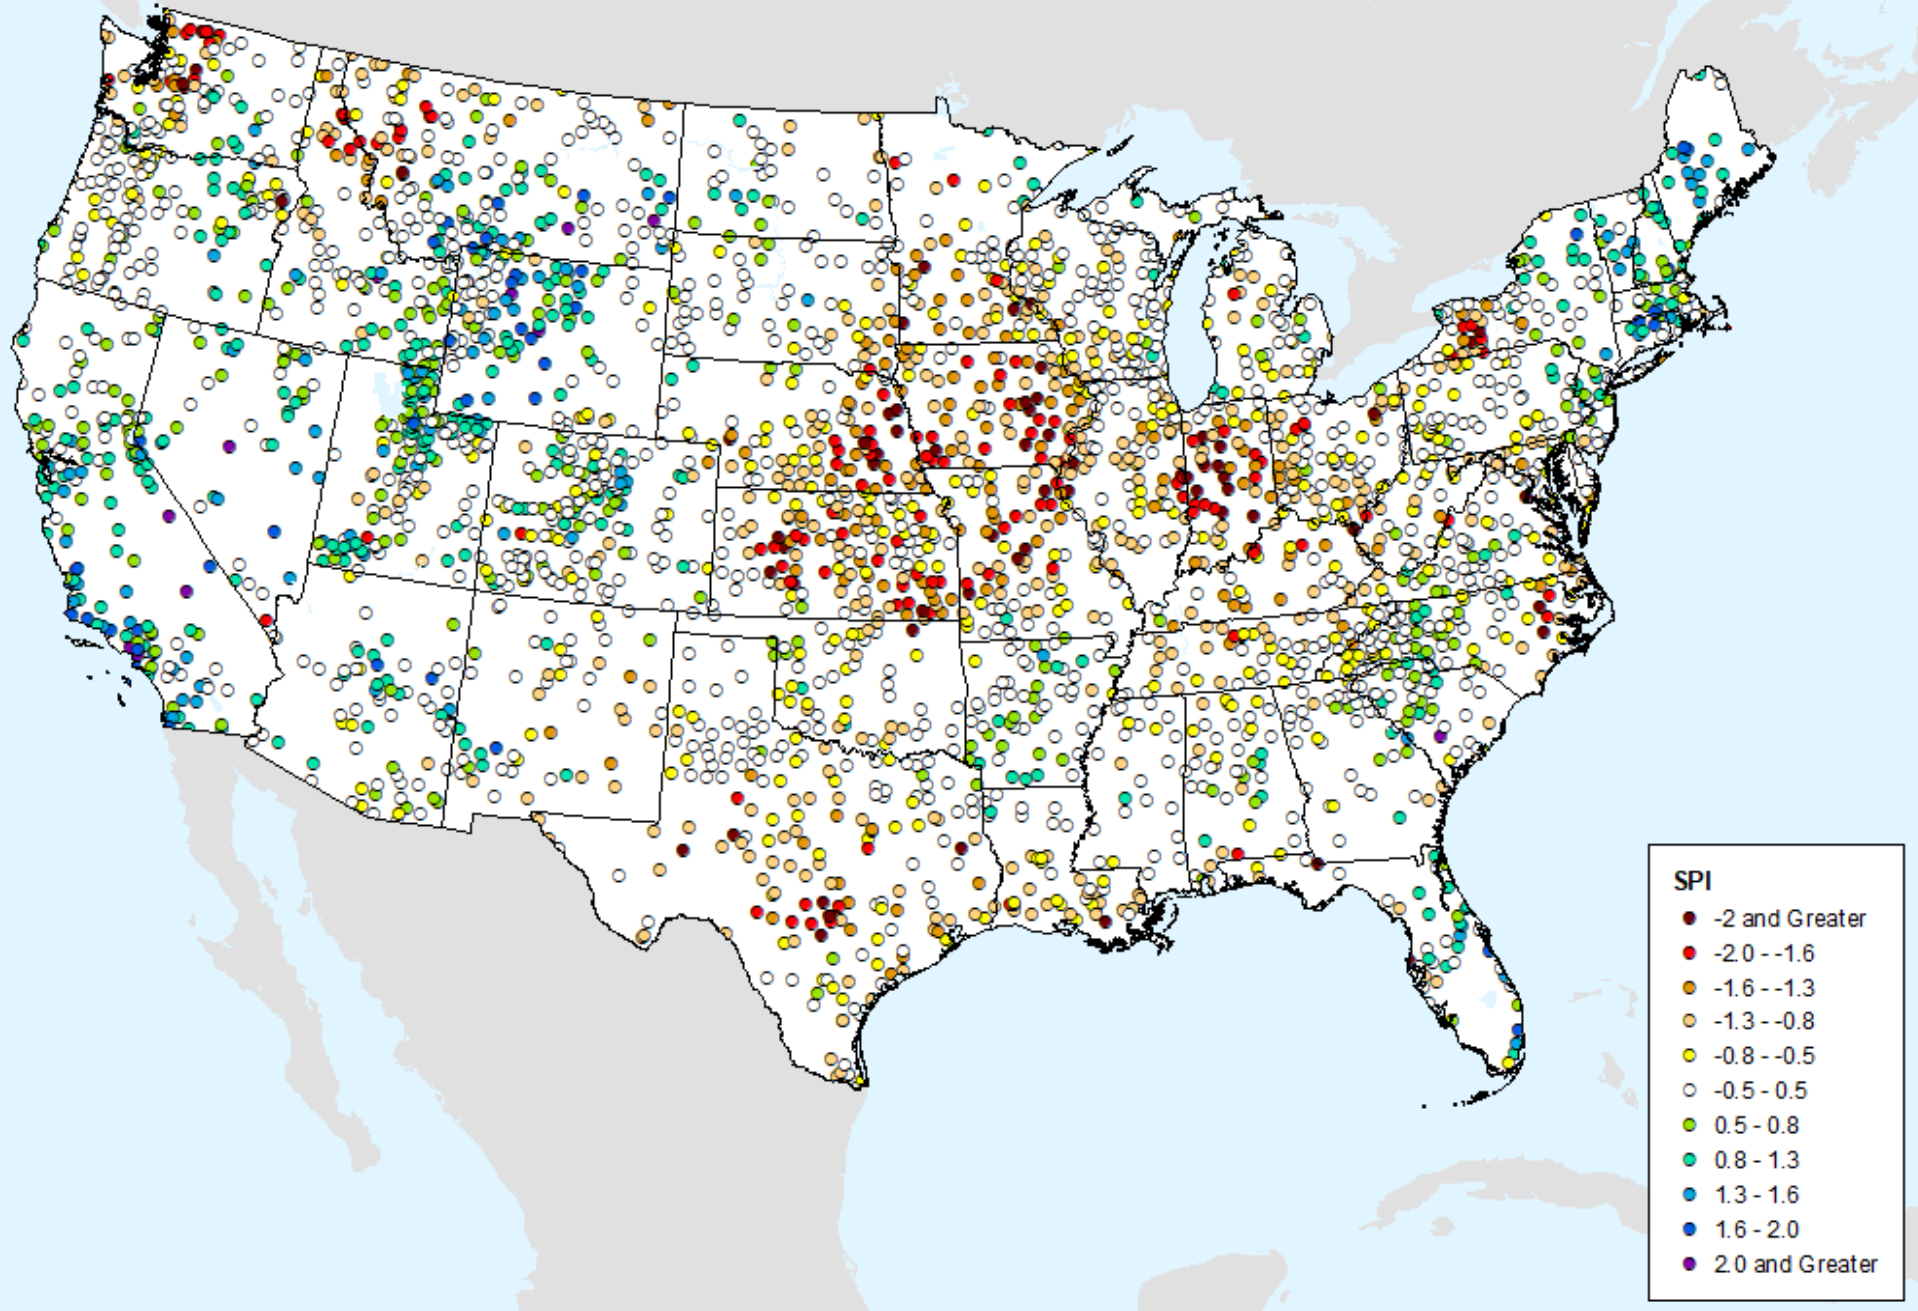 SPI
-2 and Greater
-2.0 - -1.6
-1.6 - -1.3
-1.3 - -0.8
-0.8 - -0.5
-0.5 - 0.5
0.5 - 0.8
0.8 - 1.3
1.3 - 1.6
1.6 - 2.0
2.0 and Greater